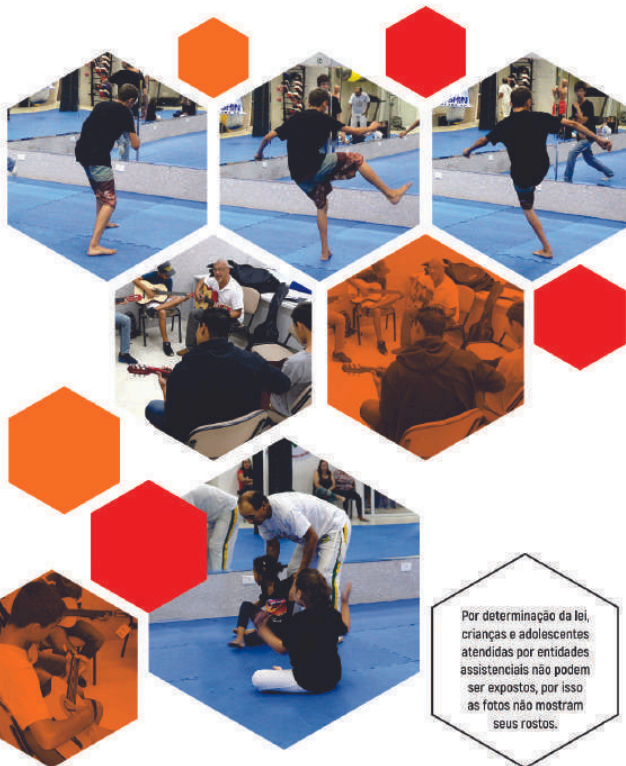 Por determinação da lei,
crianças e adolescentes
atendidas por entidades
assistenciais não podem
ser expostos, por isso
as fotos não mostram
seus rostos.